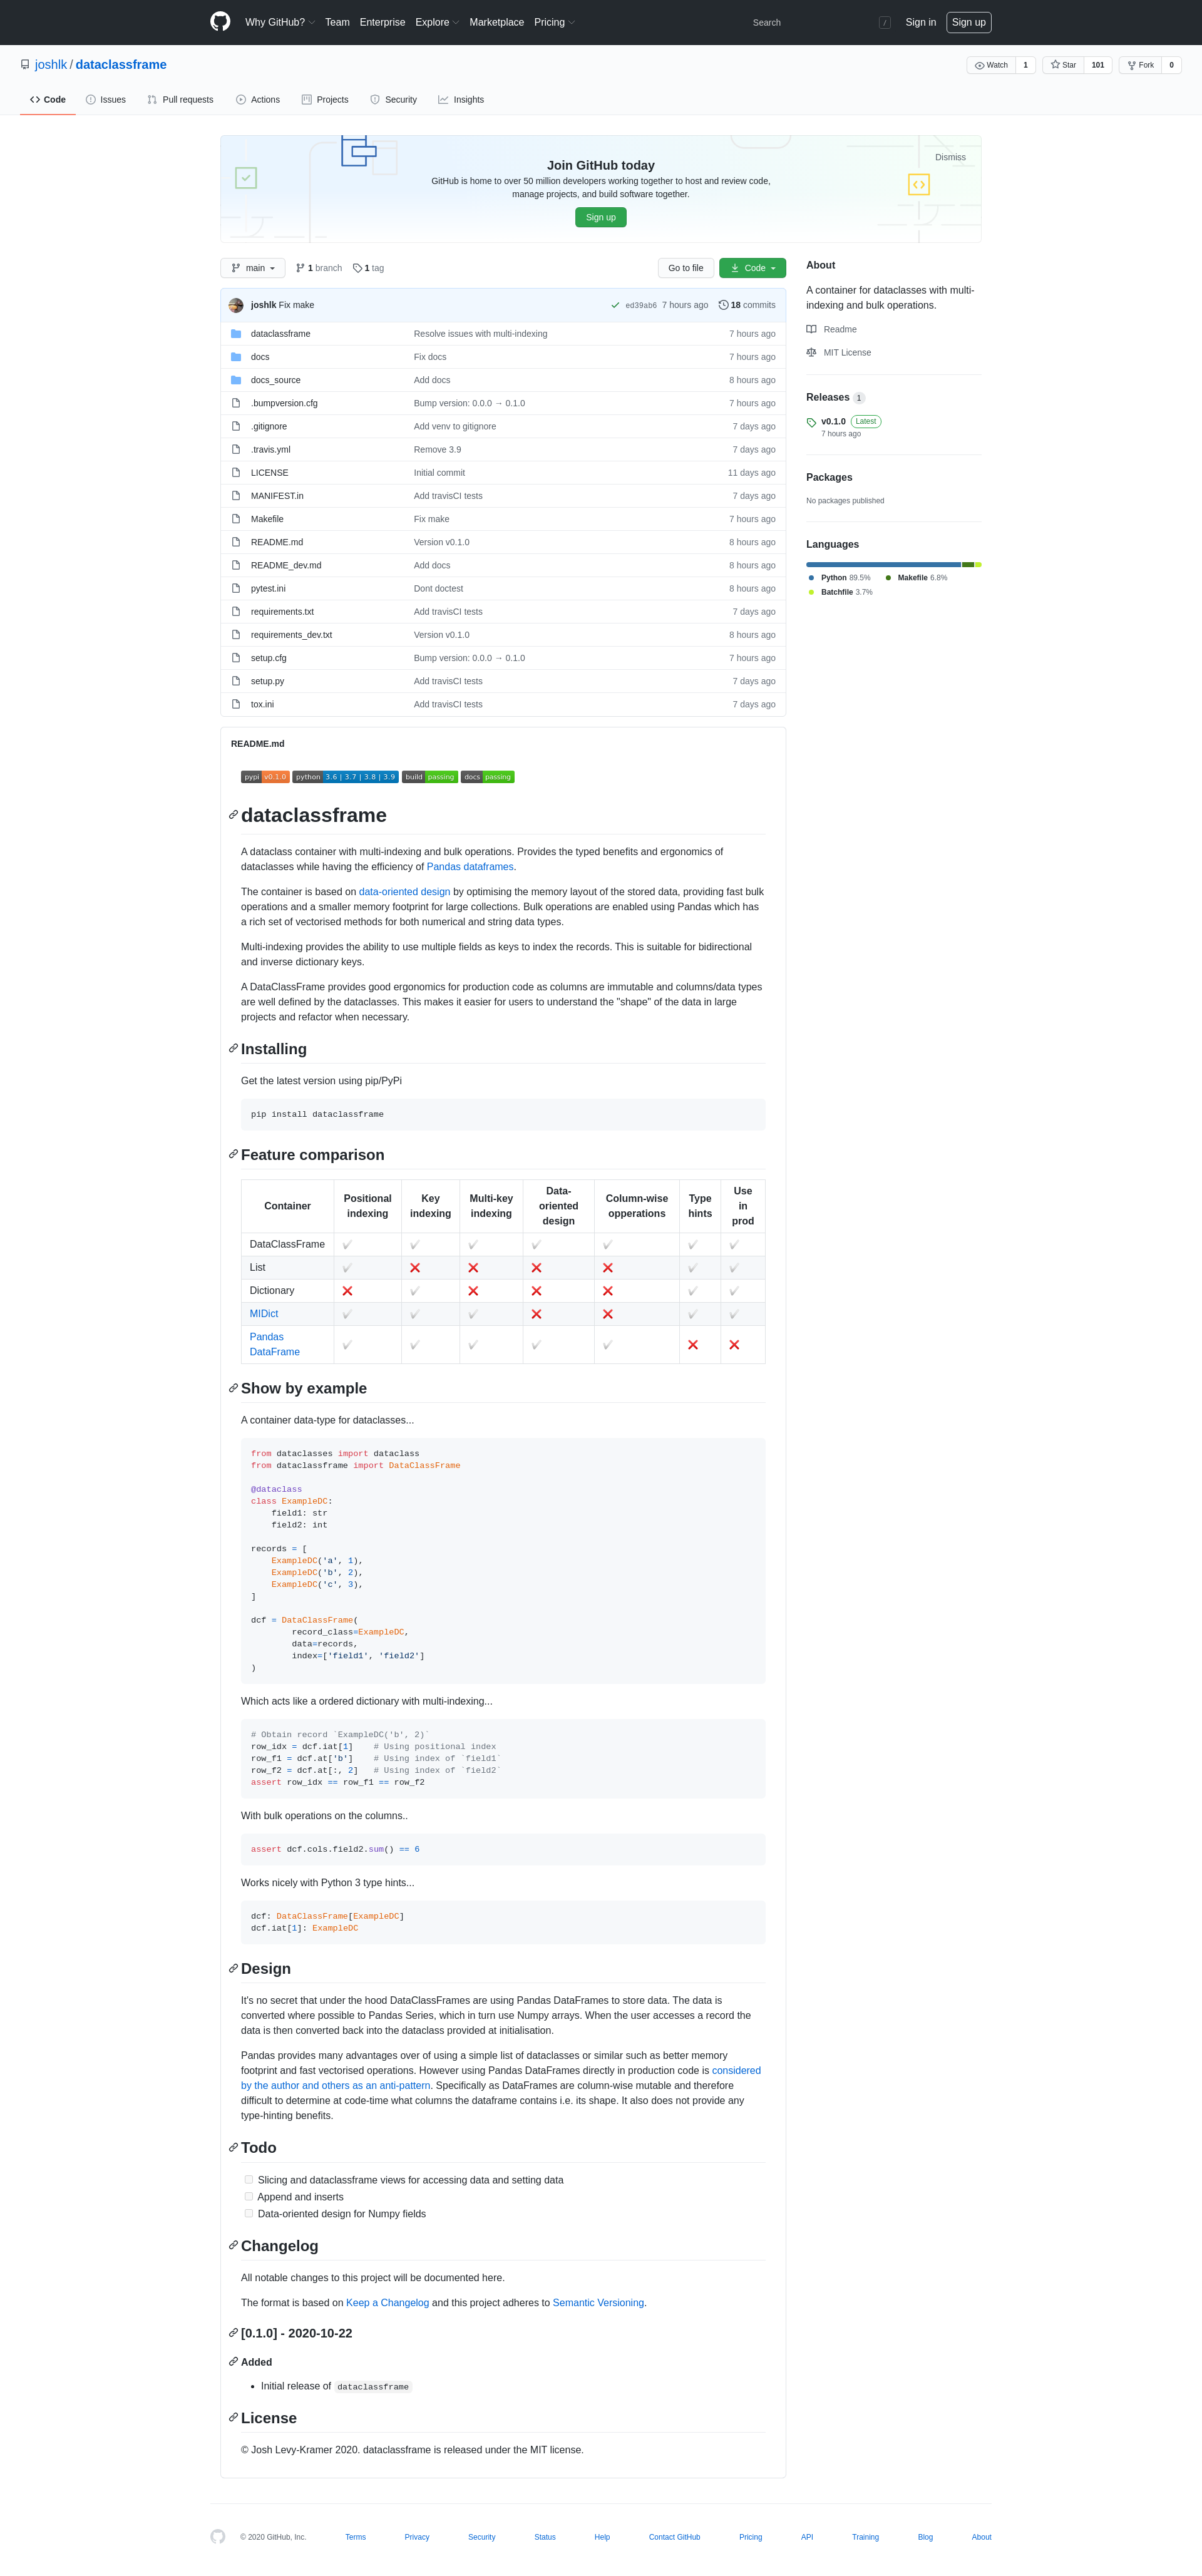 Why GitHub? Team Enterprise Explore Marketplace Pricing Search / Sign in Sign up
joshlk / dataclassframe
Watch 1 Star 101 Fork 0
Code Issues Pull requests Actions Projects Security Insights
Dismiss
Join GitHub today
GitHub is home to over 50 million developers working together to host and review code,
manage projects, and build software together.
Sign up
main 1 branch 1 tag Go to file Code
joshlk Fix make ed39ab6 7 hours ago 18 commits
dataclassframe Resolve issues with multi-indexing 7 hours ago
docs Fix docs 7 hours ago
docs_source Add docs 8 hours ago
.bumpversion.cfg Bump version: 0.0.0 → 0.1.0 7 hours ago
.gitignore Add venv to gitignore 7 days ago
.travis.yml Remove 3.9 7 days ago
LICENSE Initial commit 11 days ago
MANIFEST.in Add travisCI tests 7 days ago
Makefile Fix make 7 hours ago
README.md Version v0.1.0 8 hours ago
README_dev.md Add docs 8 hours ago
pytest.ini Dont doctest 8 hours ago
requirements.txt Add travisCI tests 7 days ago
requirements_dev.txt Version v0.1.0 8 hours ago
setup.cfg Bump version: 0.0.0 → 0.1.0 7 hours ago
setup.py Add travisCI tests 7 days ago
tox.ini Add travisCI tests 7 days ago
About
A container for dataclasses with multi-
indexing and bulk operations.
Readme
MIT License
Releases 1
v0.1.0 Latest
7 hours ago
Packages
No packages published
Languages
Python 89.5% Makefile 6.8%
Batchfile 3.7%
README.md
pypi v0.1.0 python 3.6 | 3.7 | 3.8 | 3.9 build passing docs passing
dataclassframe
A dataclass container with multi-indexing and bulk operations. Provides the typed benefits and ergonomics of
dataclasses while having the efficiency of Pandas dataframes.
The container is based on data-oriented design by optimising the memory layout of the stored data, providing fast bulk
operations and a smaller memory footprint for large collections. Bulk operations are enabled using Pandas which has
a rich set of vectorised methods for both numerical and string data types.
Multi-indexing provides the ability to use multiple fields as keys to index the records. This is suitable for bidirectional
and inverse dictionary keys.
A DataClassFrame provides good ergonomics for production code as columns are immutable and columns/data types
are well defined by the dataclasses. This makes it easier for users to understand the "shape" of the data in large
projects and refactor when necessary.
Installing
Get the latest version using pip/PyPi
pip install dataclassframe
Feature comparison
Container Positional indexing Key indexing Multi-key indexing Data-oriented design Column-wise opperations Type hints Use in prod
DataClassFrame ✔ ✔ ✔ ✔ ✔ ✔ ✔
List ✔ ❌ ❌ ❌ ❌ ✔ ✔
Dictionary ❌ ✔ ❌ ❌ ❌ ✔ ✔
MIDict ✔ ✔ ✔ ❌ ❌ ✔ ✔
Pandas DataFrame ✔ ✔ ✔ ✔ ✔ ❌ ❌
Show by example
A container data-type for dataclasses...
from dataclasses import dataclass
from dataclassframe import DataClassFrame
@dataclass
class ExampleDC:
    field1: str
    field2: int
records = [
    ExampleDC('a', 1),
    ExampleDC('b', 2),
    ExampleDC('c', 3),
]
dcf = DataClassFrame(
        record_class=ExampleDC,
        data=records,
        index=['field1', 'field2']
)
Which acts like a ordered dictionary with multi-indexing...
# Obtain record `ExampleDC('b', 2)`
row_idx = dcf.iat[1]    # Using positional index
row_f1 = dcf.at['b']    # Using index of `field1`
row_f2 = dcf.at[:, 2]   # Using index of `field2`
assert row_idx == row_f1 == row_f2
With bulk operations on the columns..
assert dcf.cols.field2.sum() == 6
Works nicely with Python 3 type hints...
dcf: DataClassFrame[ExampleDC]
dcf.iat[1]: ExampleDC
Design
It's no secret that under the hood DataClassFrames are using Pandas DataFrames to store data. The data is
converted where possible to Pandas Series, which in turn use Numpy arrays. When the user accesses a record the
data is then converted back into the dataclass provided at initialisation.
Pandas provides many advantages over of using a simple list of dataclasses or similar such as better memory
footprint and fast vectorised operations. However using Pandas DataFrames directly in production code is considered
by the author and others as an anti-pattern. Specifically as DataFrames are column-wise mutable and therefore
difficult to determine at code-time what columns the dataframe contains i.e. its shape. It also does not provide any
type-hinting benefits.
Todo
Slicing and dataclassframe views for accessing data and setting data
Append and inserts
Data-oriented design for Numpy fields
Changelog
All notable changes to this project will be documented here.
The format is based on Keep a Changelog and this project adheres to Semantic Versioning.
[0.1.0] - 2020-10-22
Added
Initial release of dataclassframe
License
© Josh Levy-Kramer 2020. dataclassframe is released under the MIT license.
© 2020 GitHub, Inc. Terms Privacy Security Status Help Contact GitHub Pricing API Training Blog About